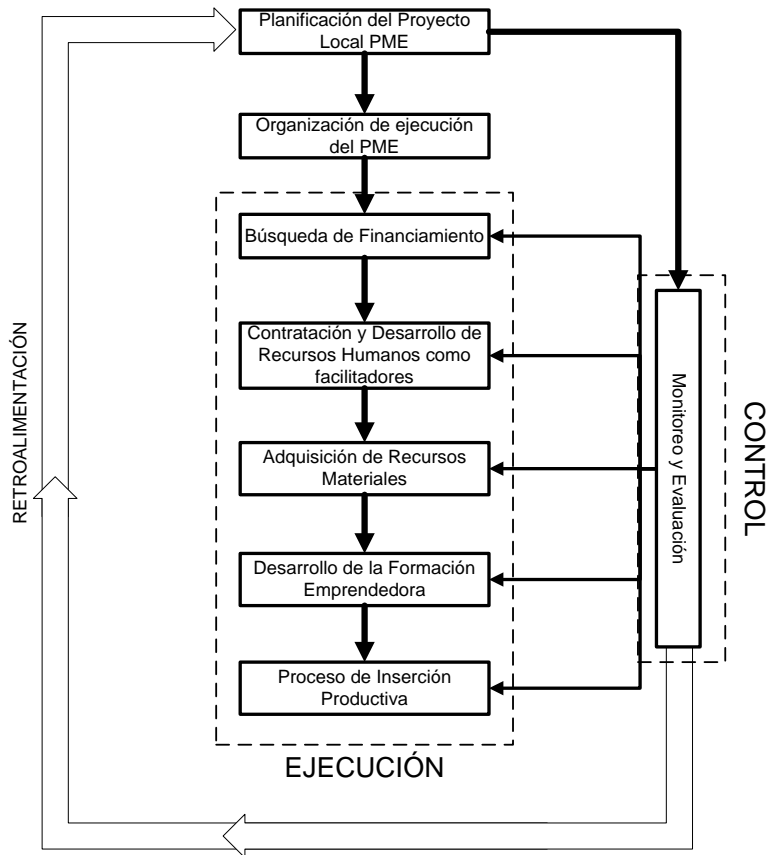 Planificación del Proyecto
Local PME
Organización de ejecución
del PME
Búsqueda de Financiamiento
Contratación y Desarrollo de
Recursos Humanos como
facilitadores
Adquisición de Recursos
Materiales
Desarrollo de la Formación
Emprendedora
Proceso de Inserción
Productiva
EJECUCIÓN
Monitoreo y Evaluación
CONTROL
RETROALIMENTACIÓN